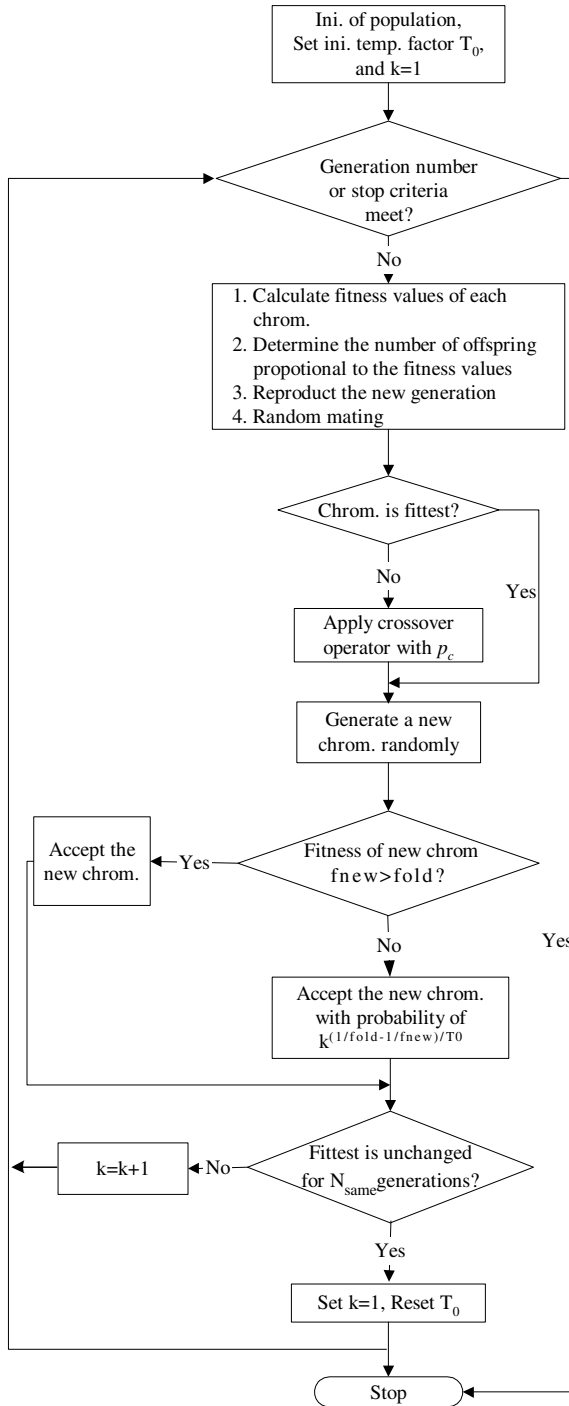 Ini. of population,
Set ini. temp. factor T₀,
and k=1
Generation number
or stop criteria
meet?
No
1. Calculate fitness values of each
chrom.
2. Determine the number of offspring
propotional to the fitness values
3. Reproduct the new generation
4. Random mating
Chrom. is fittest?
No
Yes
Apply crossover
operator with p_c
Generate a new
chrom. randomly
Accept the
new chrom.
Yes
Fitness of new chrom
fnew>fold?
No
Yes
Accept the new chrom.
with probability of
k^(1/fold-1/fnew)/T0
Fittest is unchanged
for N_same generations?
No
k=k+1
Yes
Set k=1, Reset T₀
Stop